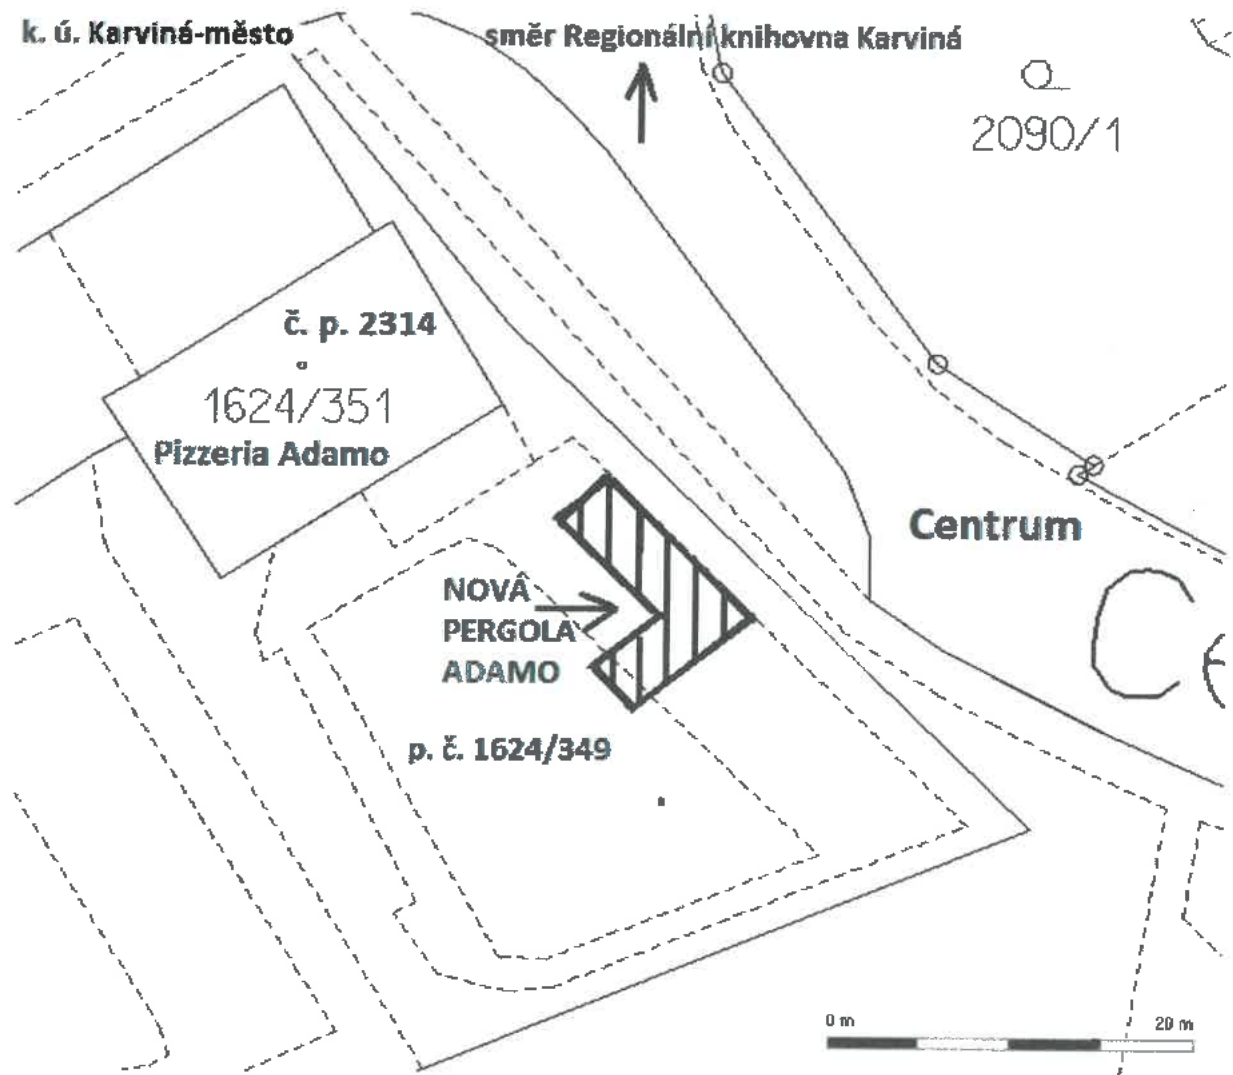 k. ú. Karviná-město
směr Regionální knihovna Karviná
2090/1
č. p. 2314
1624/351
Pizzeria Adamo
Centrum
NOVÁ
PERGOLA
ADAMO
p. č. 1624/349
0 m
20 m